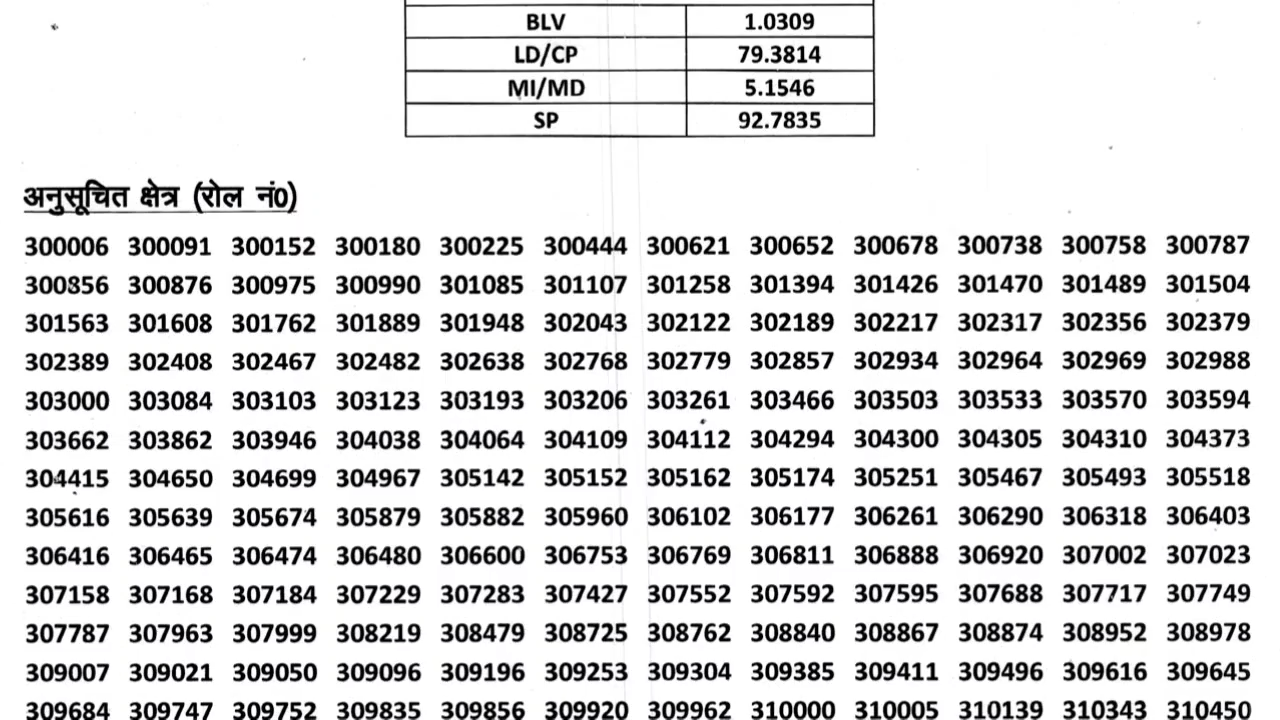 BLV 1.0309
LD/CP 79.3814
MI/MD 5.1546
SP 92.7835
अनुसूचित क्षेत्र (रोल नं0)
300006 300091 300152 300180 300225 300444 300621 300652 300678 300738 300758 300787
300856 300876 300975 300990 301085 301107 301258 301394 301426 301470 301489 301504
301563 301608 301762 301889 301948 302043 302122 302189 302217 302317 302356 302379
302389 302408 302467 302482 302638 302768 302779 302857 302934 302964 302969 302988
303000 303084 303103 303123 303193 303206 303261 303466 303503 303533 303570 303594
303662 303862 303946 304038 304064 304109 304112 304294 304300 304305 304310 304373
304415 304650 304699 304967 305142 305152 305162 305174 305251 305467 305493 305518
305616 305639 305674 305879 305882 305960 306102 306177 306261 306290 306318 306403
306416 306465 306474 306480 306600 306753 306769 306811 306888 306920 307002 307023
307158 307168 307184 307229 307283 307427 307552 307592 307595 307688 307717 307749
307787 307963 307999 308219 308479 308725 308762 308840 308867 308874 308952 308978
309007 309021 309050 309096 309196 309253 309304 309385 309411 309496 309616 309645
309684 309747 309752 309835 309856 309920 309962 310000 310005 310139 310343 310450